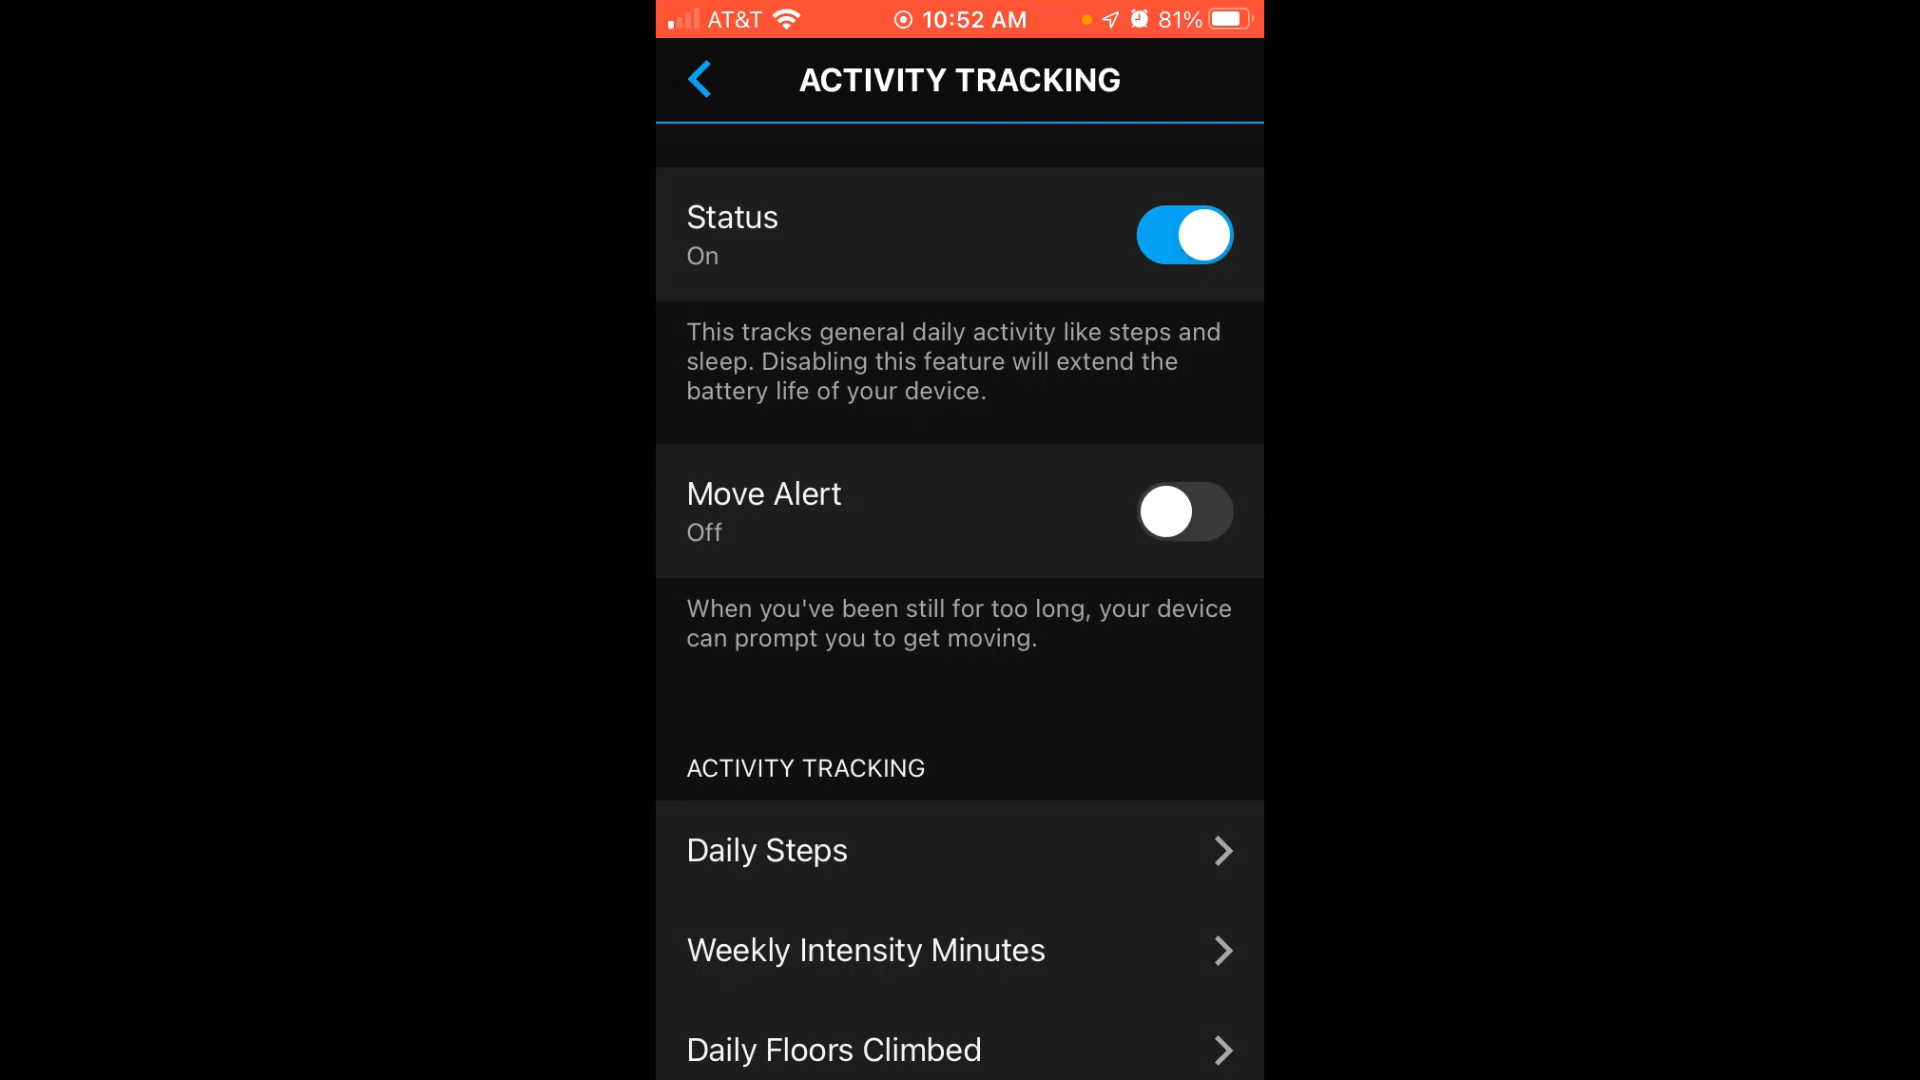 AT&T 10:52 AM 81%
ACTIVITY TRACKING
Status
On
This tracks general daily activity like steps and
sleep. Disabling this feature will extend the
battery life of your device.
Move Alert
Off
When you've been still for too long, your device
can prompt you to get moving.
ACTIVITY TRACKING
Daily Steps
Weekly Intensity Minutes
Daily Floors Climbed